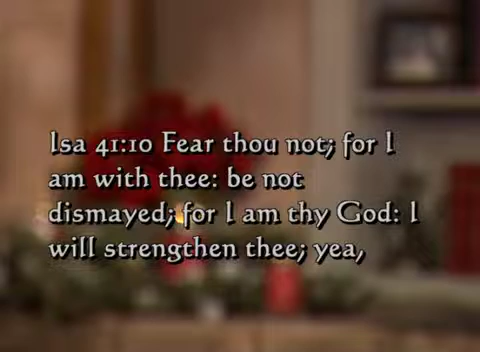 Isa 41:10 Fear thou not; for I
am with thee: be not
dismayed; for I am thy God: I
will strengthen thee; yea,